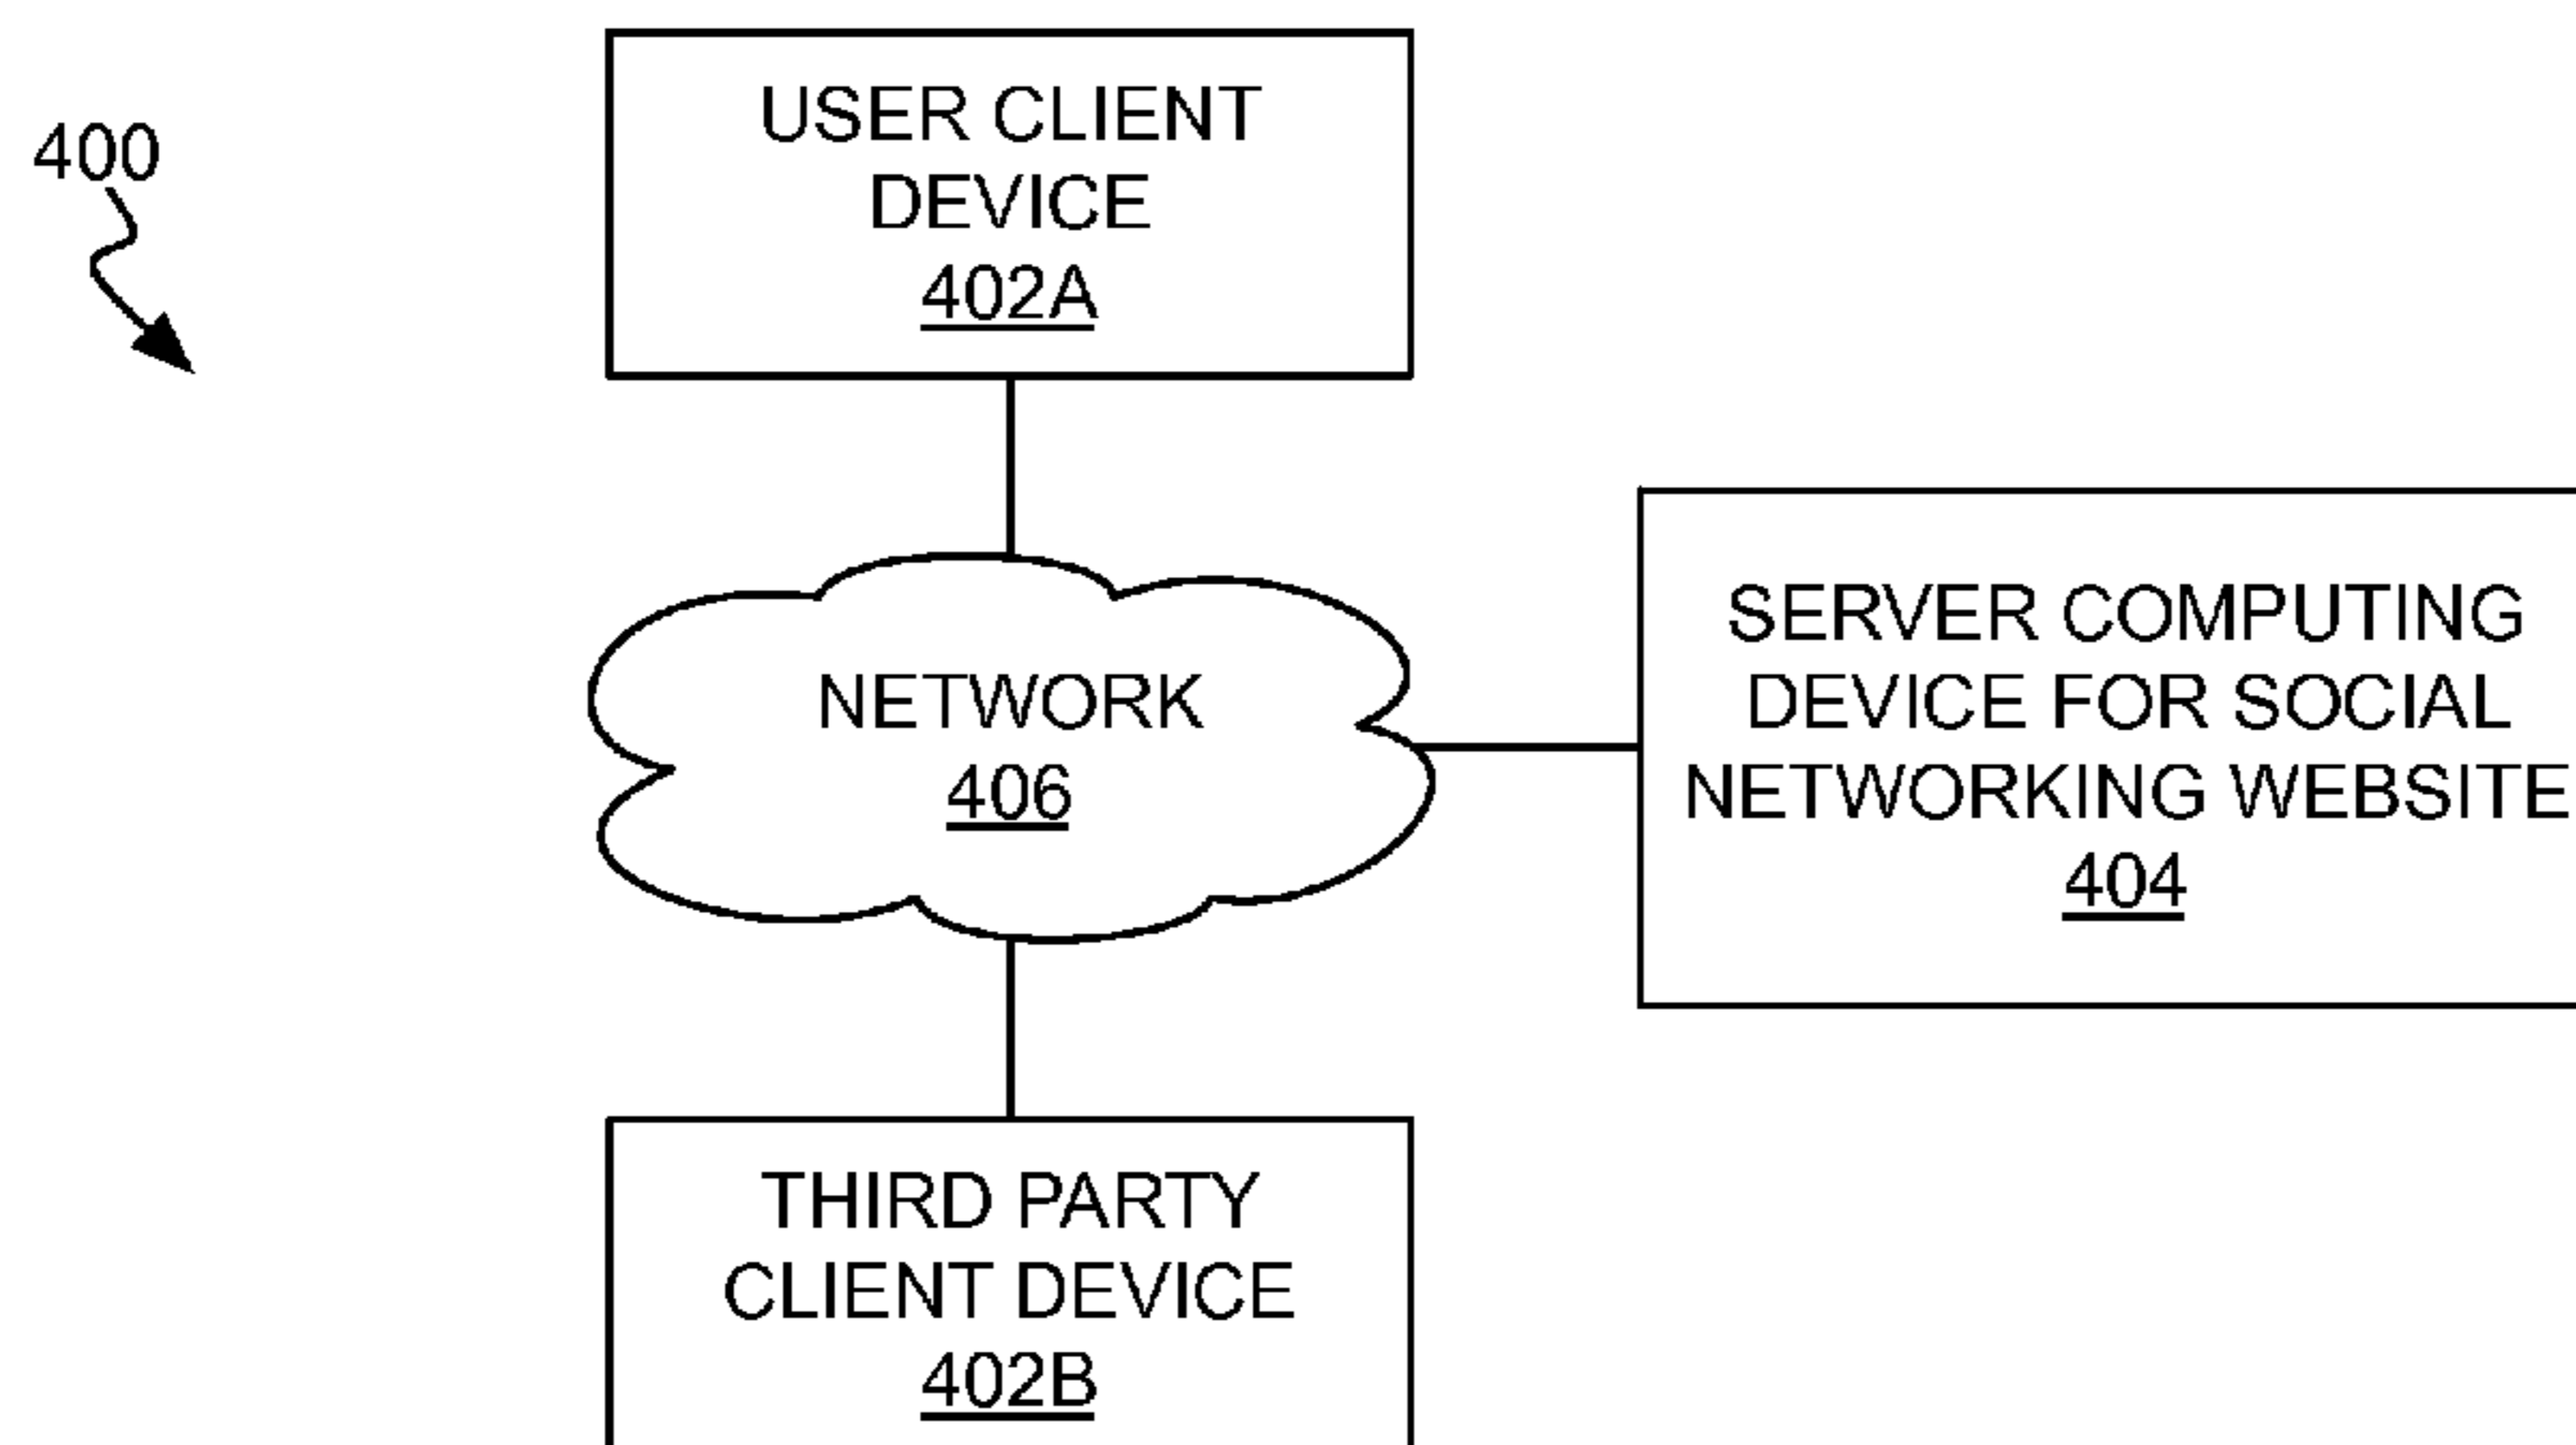 400
USER CLIENT
DEVICE
402A
NETWORK
406
SERVER COMPUTING
DEVICE FOR SOCIAL
NETWORKING WEBSITE
404
THIRD PARTY
CLIENT DEVICE
402B